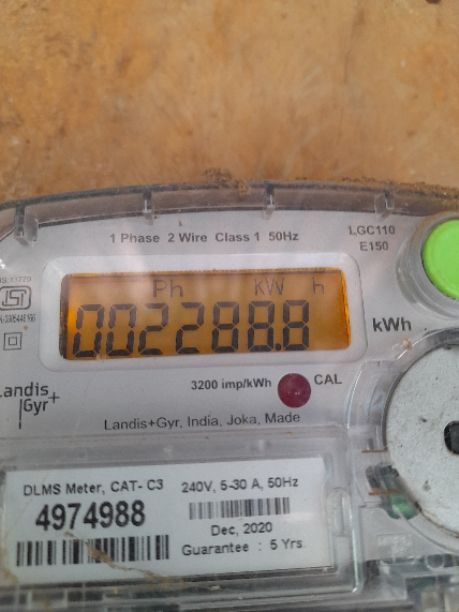 1 Phase 2 Wire Class 1 50Hz
LGC110
E150
Ph kW h
002288.8
kWh
3200 imp/kWh
CAL
Landis+
Gyr
Landis+Gyr, India, Joka, Made
DLMS Meter, CAT- C3
4974988
240V, 5-30 A, 50Hz
Dec, 2020
Guarantee : 5 Yrs.